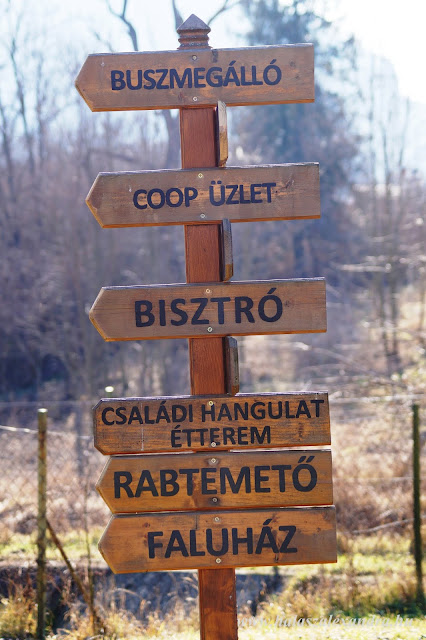 BUSZMEGÁLLÓ
COOP ÜZLET
BISZTRÓ
CSALÁDI HANGULAT
ÉTTEREM
RABTEMETŐ
FALUHÁZ